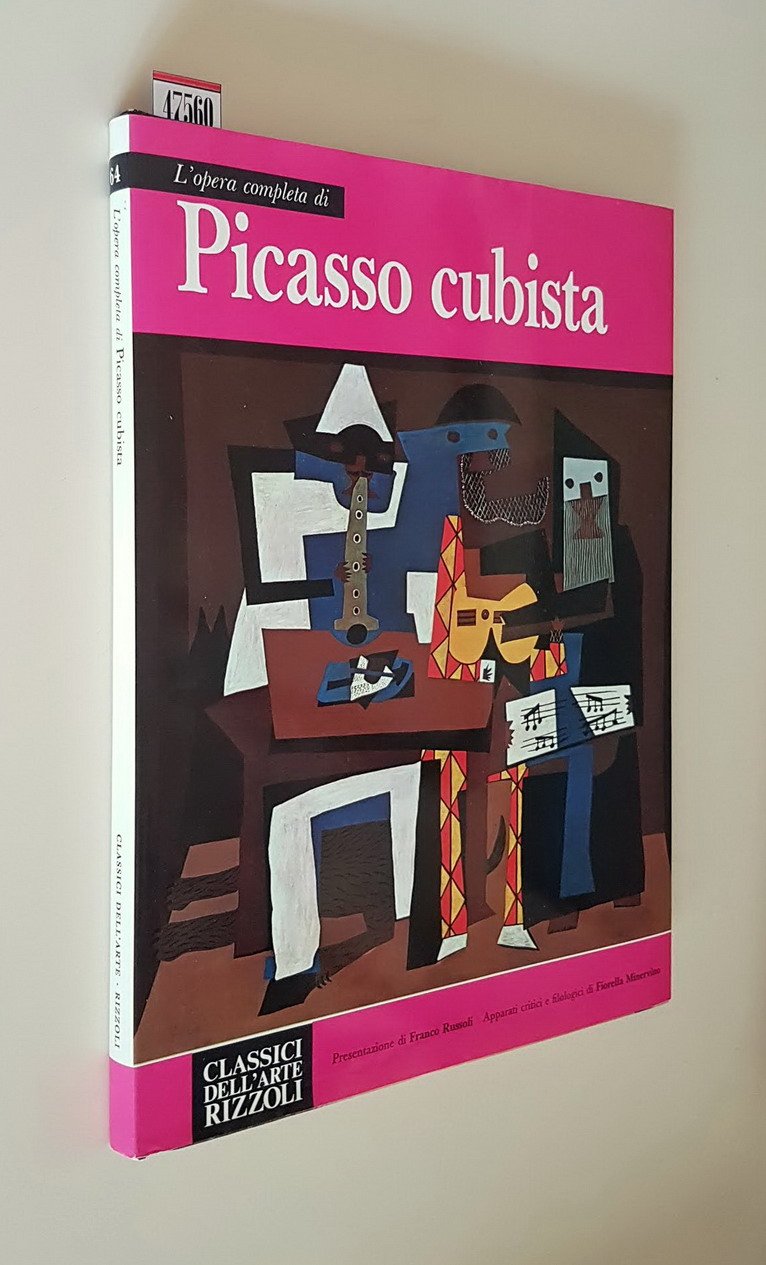 47560
L'opera completa di
Picasso cubista
64
L'opera completa di Picasso cubista
CLASSICI DELL'ARTE · RIZZOLI
Presentazione di Franco Russoli Apparati critici e filologici di Fiorella Minervino
CLASSICI
DELL'ARTE
RIZZOLI